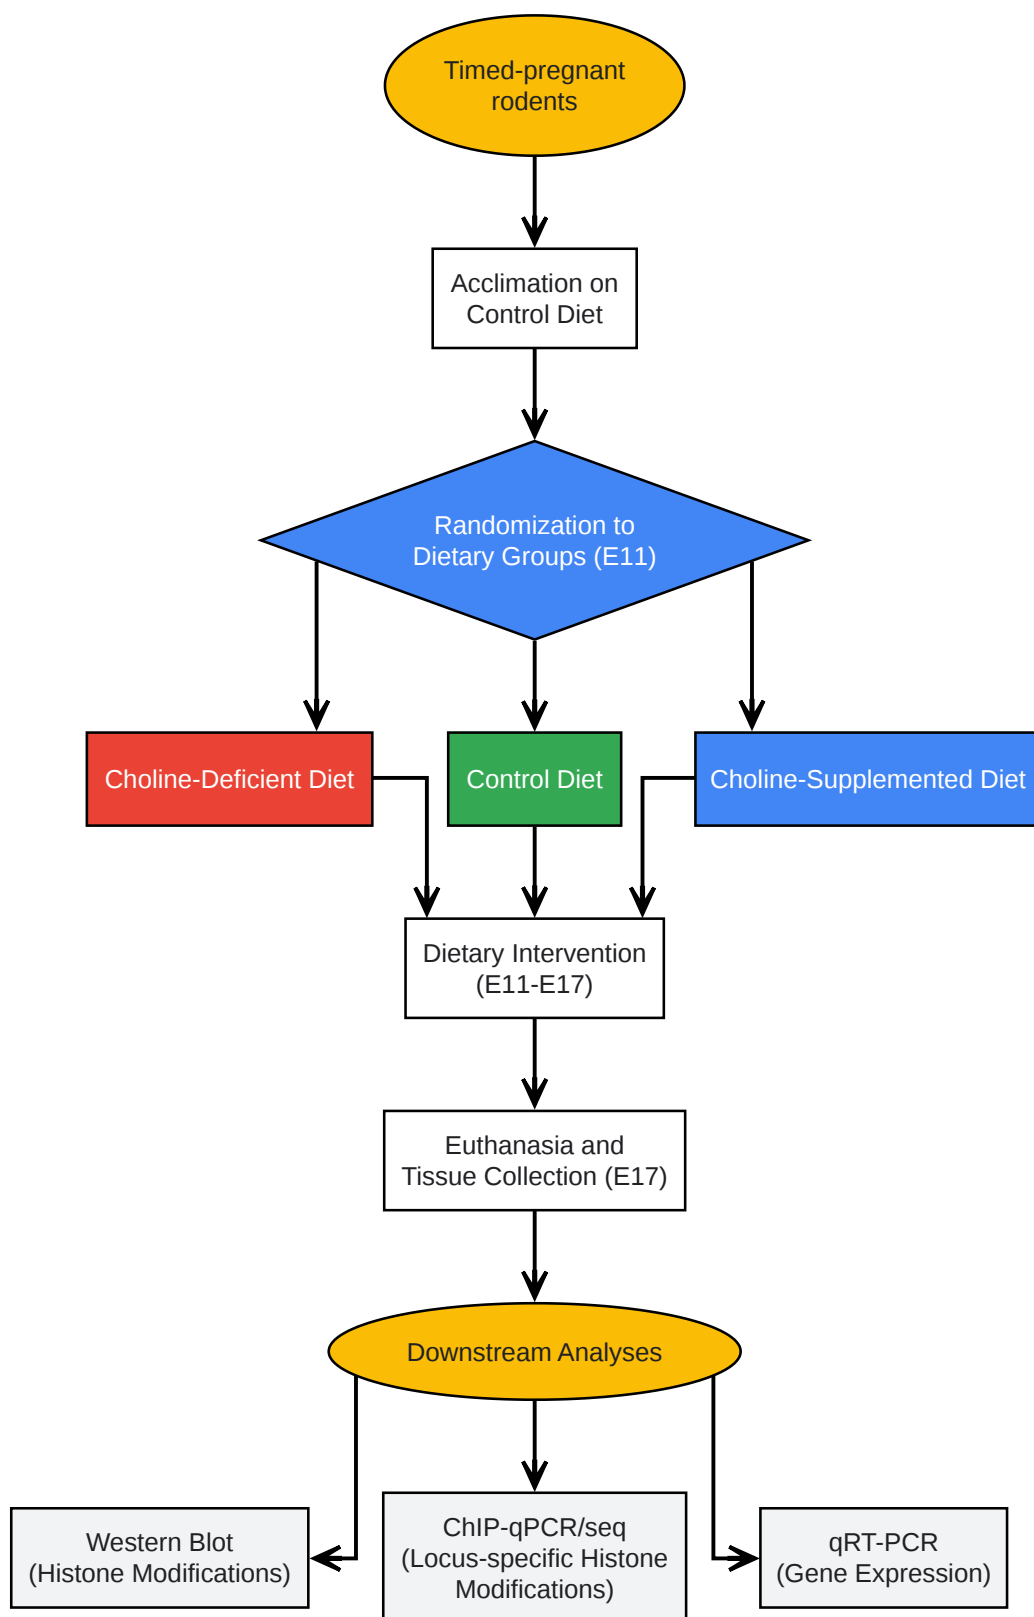 Timed-pregnant
rodents
Acclimation on
Control Diet
Randomization to
Dietary Groups (E11)
Choline-Deficient Diet
Control Diet
Choline-Supplemented Diet
Dietary Intervention
(E11-E17)
Euthanasia and
Tissue Collection (E17)
Downstream Analyses
Western Blot
(Histone Modifications)
ChIP-qPCR/seq
(Locus-specific Histone
Modifications)
qRT-PCR
(Gene Expression)